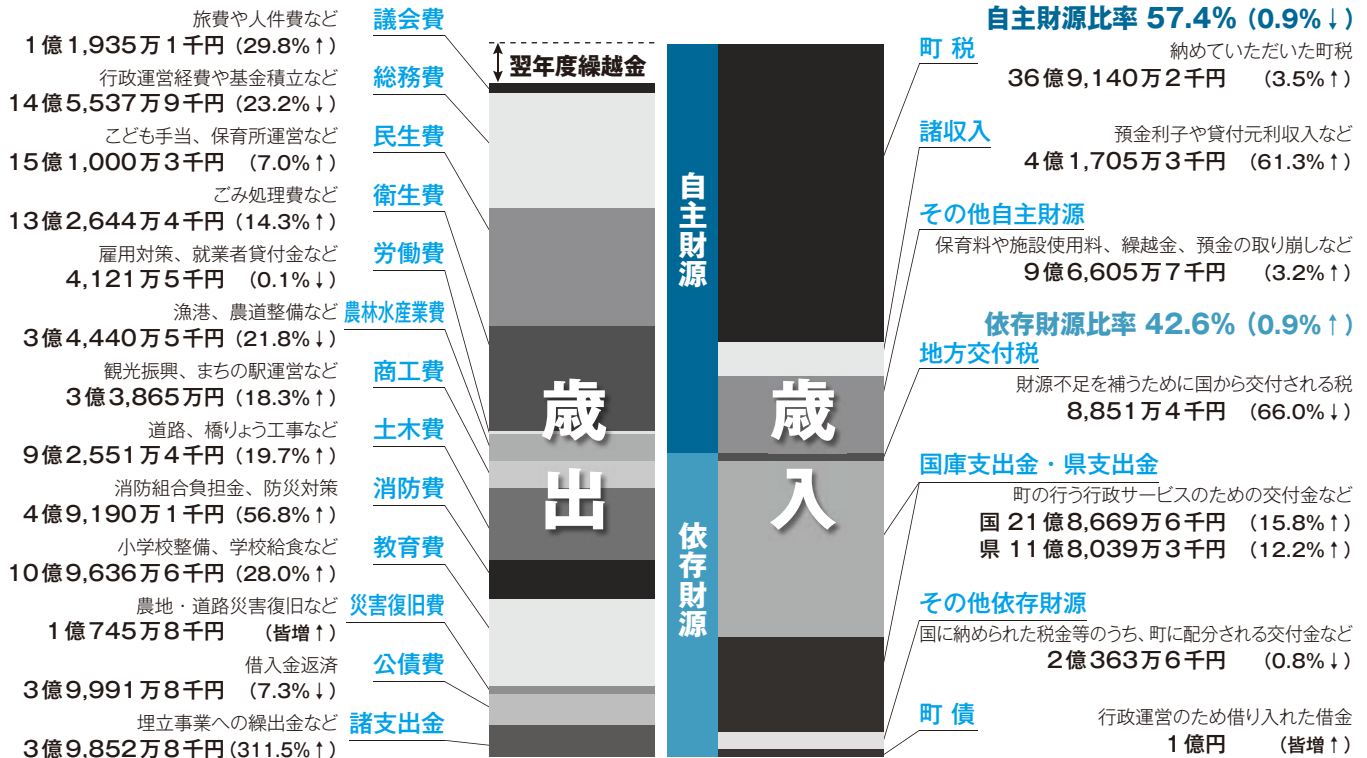 旅費や人件費など
議会費
1億1,935万1千円 (29.8%↑)
行政運営経費や基金積立など
総務費
14億5,537万9千円 (23.2%↓)
こども手当、保育所運営など
民生費
15億1,000万3千円 (7.0%↑)
ごみ処理費など
衛生費
13億2,644万4千円 (14.3%↑)
雇用対策、就業者貸付金など
労働費
4,121万5千円 (0.1%↓)
漁港、農道整備など
農林水産業費
3億4,440万5千円 (21.8%↓)
観光振興、まちの駅運営など
商工費
3億3,865万円 (18.3%↑)
道路、橋りょう工事など
土木費
9億2,551万4千円 (19.7%↑)
消防組合負担金、防災対策
消防費
4億9,190万1千円 (56.8%↑)
小学校整備、学校給食など
教育費
10億9,636万6千円 (28.0%↑)
農地・道路災害復旧など
災害復旧費
1億745万8千円 (皆増↑)
借入金返済
公債費
3億9,991万8千円 (7.3%↓)
埋立事業への繰出金など
諸支出金
3億9,852万8千円(311.5%↑)
翌年度繰越金
歳出
自主財源
依存財源
歳入
自主財源比率 57.4% (0.9%↓)
町税
納めていただいた町税
36億9,140万2千円 (3.5%↑)
諸収入
預金利子や貸付元利収入など
4億1,705万3千円 (61.3%↑)
その他自主財源
保育料や施設使用料、繰越金、預金の取り崩しなど
9億6,605万7千円 (3.2%↑)
依存財源比率 42.6% (0.9%↑)
地方交付税
財源不足を補うために国から交付される税
8,851万4千円 (66.0%↓)
国庫支出金・県支出金
町の行う行政サービスのための交付金など
国 21億8,669万6千円 (15.8%↑)
県 11億8,039万3千円 (12.2%↑)
その他依存財源
国に納められた税金等のうち、町に配分される交付金など
2億363万6千円 (0.8%↓)
町債
行政運営のため借り入れた借金
1億円 (皆増↑)